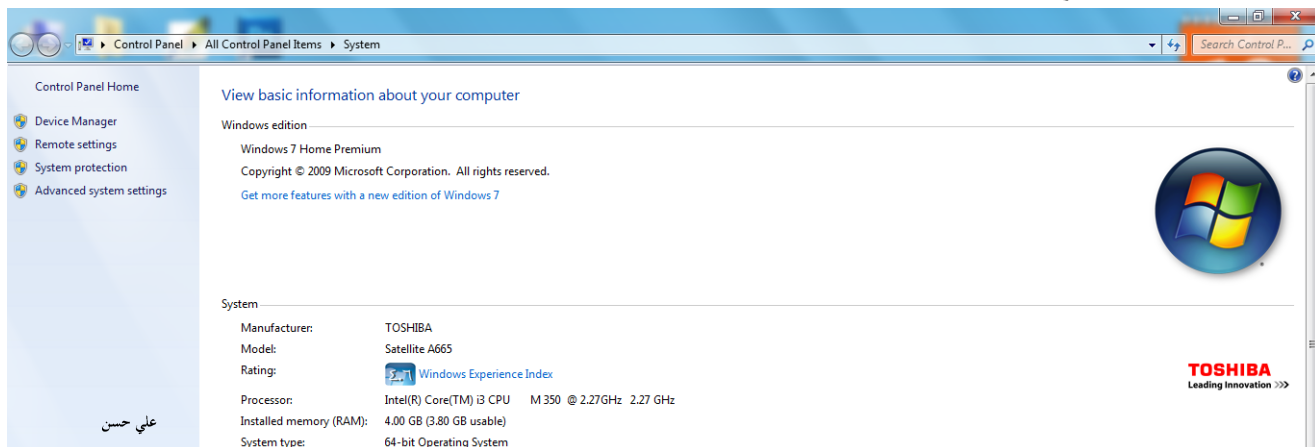 Control Panel ▸ All Control Panel Items ▸ System
Search Control P...
Control Panel Home
Device Manager
Remote settings
System protection
Advanced system settings
View basic information about your computer
Windows edition
Windows 7 Home Premium
Copyright © 2009 Microsoft Corporation. All rights reserved.
Get more features with a new edition of Windows 7
System
Manufacturer: TOSHIBA
Model: Satellite A665
Rating: Windows Experience Index
Processor: Intel(R) Core(TM) i3 CPU M 350 @ 2.27GHz 2.27 GHz
Installed memory (RAM): 4.00 GB (3.80 GB usable)
System type: 64-bit Operating System
TOSHIBA
Leading Innovation >>>
علي حسن